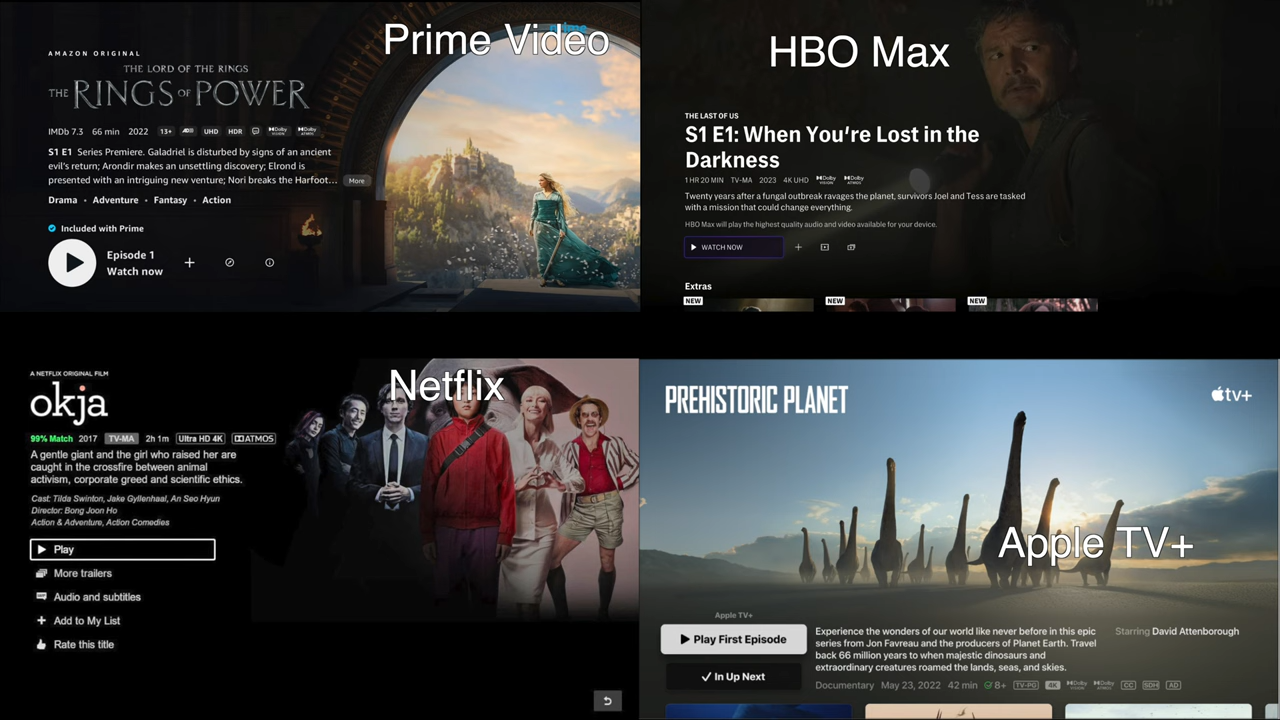 Prime Video
prime
AMAZON ORIGINAL
THE LORD OF THE RINGS
THE RINGS OF POWER
IMDb 7.3 66 min 2022 13+ UHD HDR Dolby VISION Dolby ATMOS
S1 E1 Series Premiere. Galadriel is disturbed by signs of an ancient
evil's return; Arondir makes an unsettling discovery; Elrond is
presented with an intriguing new venture; Nori breaks the Harfoot... More
Drama • Adventure • Fantasy • Action
Included with Prime
Episode 1
Watch now
HBO Max
THE LAST OF US
S1 E1: When You're Lost in the
Darkness
1 HR 20 MIN TV-MA 2023 4K UHD Dolby VISION Dolby ATMOS
Twenty years after a fungal outbreak ravages the planet, survivors Joel and Tess are tasked
with a mission that could change everything.
HBO Max will play the highest quality audio and video available for your device.
WATCH NOW
Extras
NEW NEW NEW
Netflix
A NETFLIX ORIGINAL FILM
okja
99% Match 2017 TV-MA 2h 1m Ultra HD 4K ATMOS
A gentle giant and the girl who raised her are
caught in the crossfire between animal
activism, corporate greed and scientific ethics.
Cast: Tilda Swinton, Jake Gyllenhaal, An Seo Hyun
Director: Bong Joon Ho
Action & Adventure, Action Comedies
Play
More trailers
Audio and subtitles
Add to My List
Rate this title
PREHISTORIC PLANET
tv+
Apple TV+
Apple TV+
Play First Episode
In Up Next
Experience the wonders of our world like never before in this epic
series from Jon Favreau and the producers of Planet Earth. Travel
back 66 million years to when majestic dinosaurs and
extraordinary creatures roamed the lands, seas, and skies.
Starring David Attenborough
Documentary May 23, 2022 42 min 8+ TV-PG 4K Dolby VISION Dolby ATMOS CC SDH AD